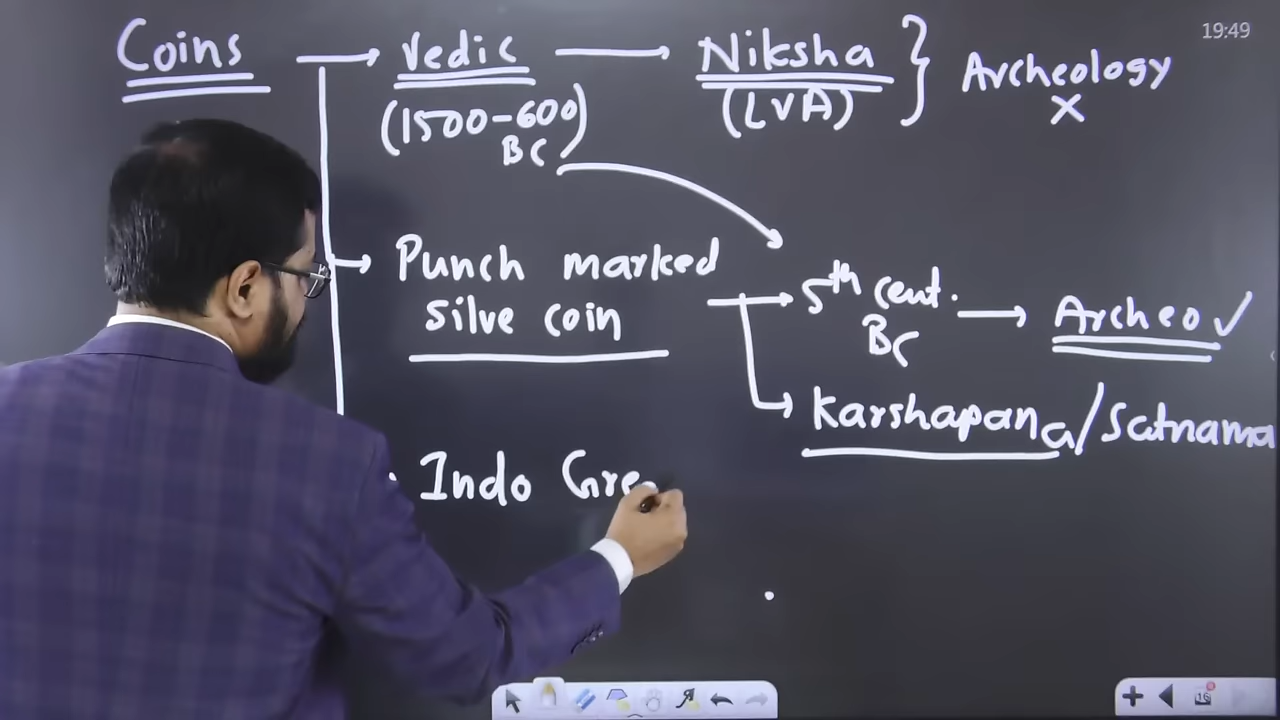 19:49
Coins → Vedic → Niksha } Archeology
(1500-600) (LVA) X
BC
Punch marked
silve coin
5th cent. → Archeo ✓
BC
Karshapana/Satnama
Indo Gre
16